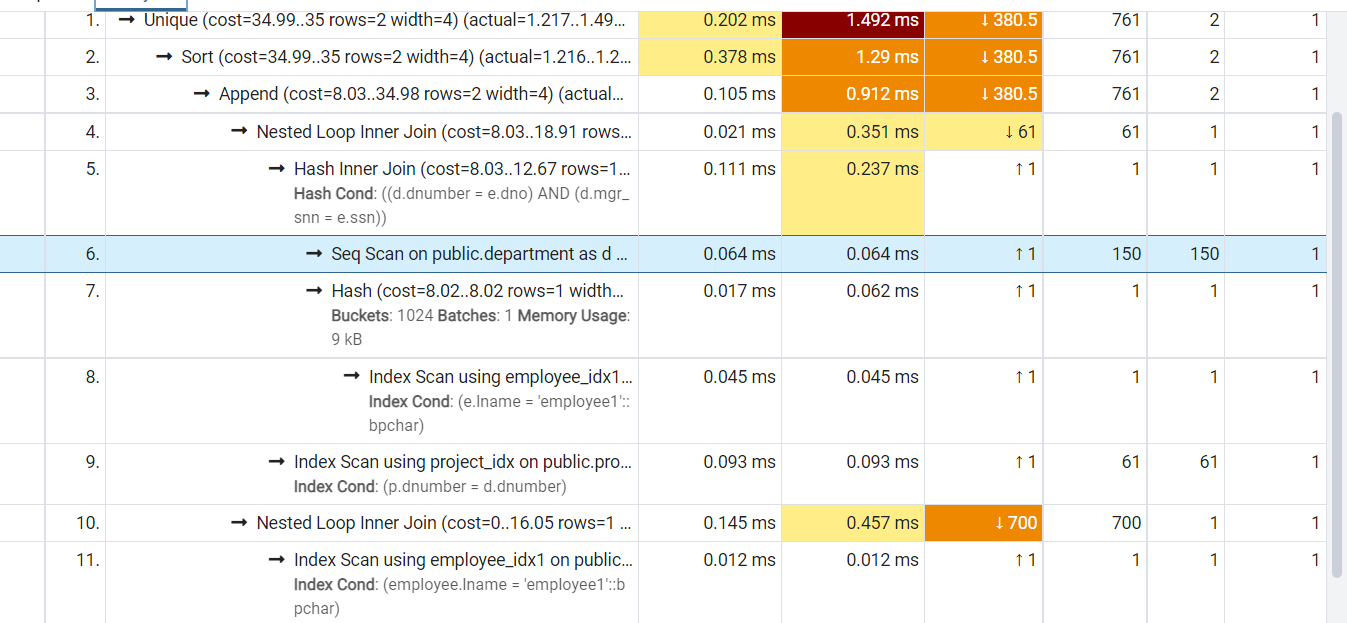 1. → Unique (cost=34.99..35 rows=2 width=4) (actual=1.217..1.49... 0.202 ms 1.492 ms ↓ 380.5 761 2 1
2. → Sort (cost=34.99..35 rows=2 width=4) (actual=1.216..1.2... 0.378 ms 1.29 ms ↓ 380.5 761 2 1
3. → Append (cost=8.03..34.98 rows=2 width=4) (actual... 0.105 ms 0.912 ms ↓ 380.5 761 2 1
4. → Nested Loop Inner Join (cost=8.03..18.91 rows... 0.021 ms 0.351 ms ↓ 61 61 1 1
5. → Hash Inner Join (cost=8.03..12.67 rows=1... 0.111 ms 0.237 ms ↑ 1 1 1 1
Hash Cond: ((d.dnumber = e.dno) AND (d.mgr_
snn = e.ssn))
6. → Seq Scan on public.department as d ... 0.064 ms 0.064 ms ↑ 1 150 150 1
7. → Hash (cost=8.02..8.02 rows=1 width... 0.017 ms 0.062 ms ↑ 1 1 1 1
Buckets: 1024 Batches: 1 Memory Usage:
9 kB
8. → Index Scan using employee_idx1... 0.045 ms 0.045 ms ↑ 1 1 1 1
Index Cond: (e.lname = 'employee1'::
bpchar)
9. → Index Scan using project_idx on public.pro... 0.093 ms 0.093 ms ↑ 1 61 61 1
Index Cond: (p.dnumber = d.dnumber)
10. → Nested Loop Inner Join (cost=0..16.05 rows=1 ... 0.145 ms 0.457 ms ↓ 700 700 1 1
11. → Index Scan using employee_idx1 on public... 0.012 ms 0.012 ms ↑ 1 1 1 1
Index Cond: (employee.lname = 'employee1'::b
pchar)